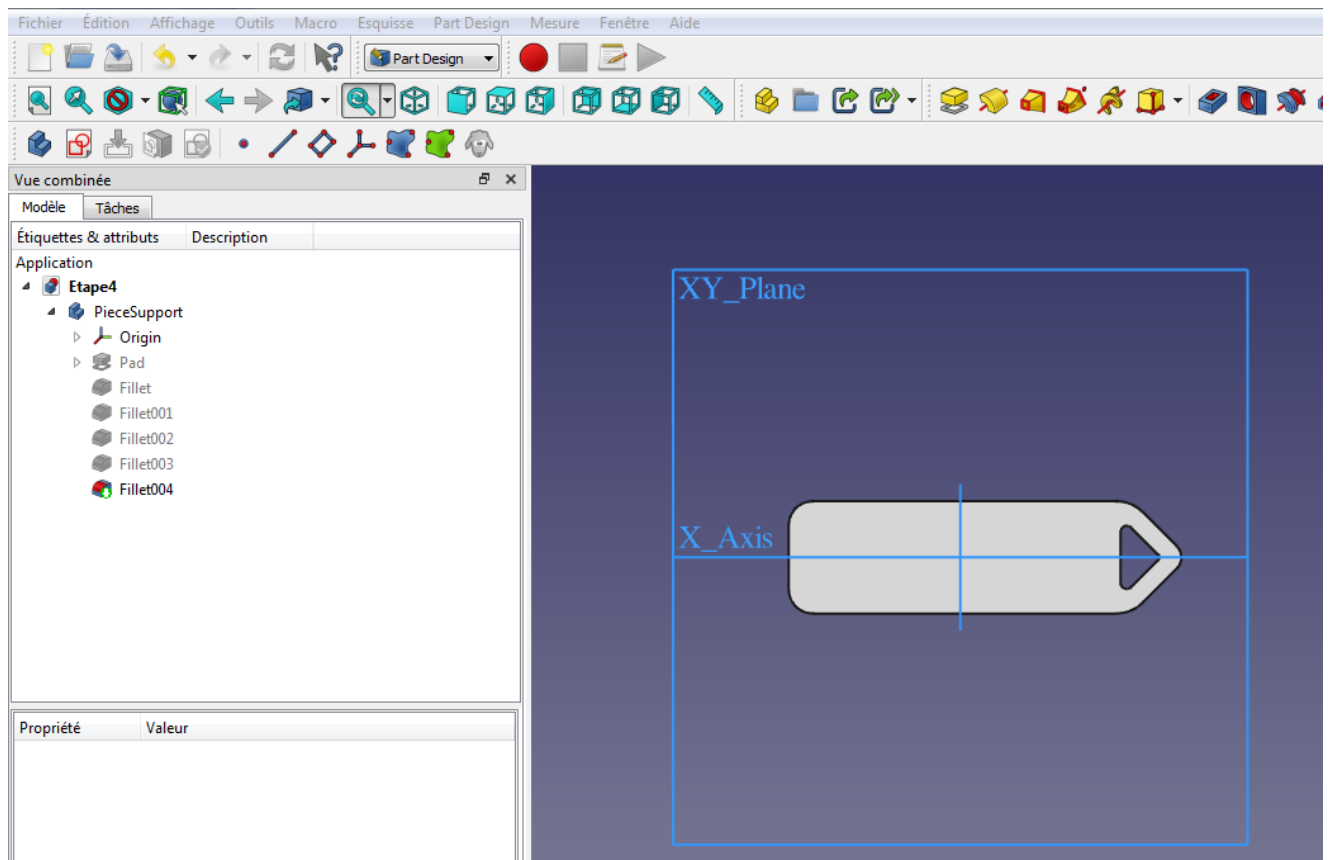 Fichier Édition Affichage Outils Macro Esquisse Part Design Mesure Fenêtre Aide
Part Design
Vue combinée
Modèle Tâches
Étiquettes & attributs Description
Application
Etape4
PieceSupport
Origin
Pad
Fillet
Fillet001
Fillet002
Fillet003
Fillet004
Propriété Valeur
XY_Plane
X_Axis